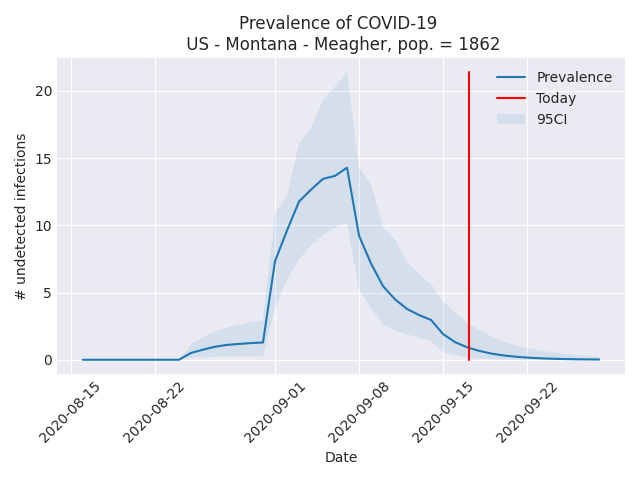 Prevalence of COVID-19
US - Montana - Meagher, pop. = 1862
Prevalence
Today
95CI
# undetected infections
20
15
10
5
0
2020-08-15
2020-08-22
2020-09-01
2020-09-08
2020-09-15
2020-09-22
Date